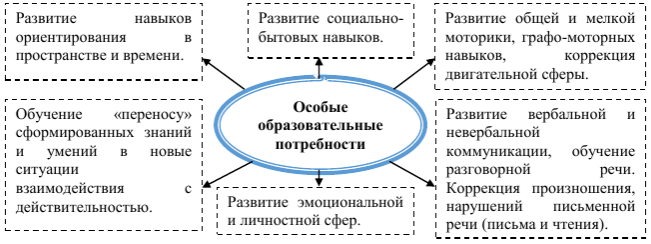 Развитие навыков
ориентирования в
пространстве и времени.
Развитие социально-
бытовых навыков.
Развитие общей и мелкой
моторики, графо-моторных
навыков, коррекция
двигательной сферы.
Особые
образовательные
потребности
Обучение «переносу»
сформированных знаний
и умений в новые
ситуации
взаимодействия с
действительностью.
Развитие эмоциональной
и личностной сфер.
Развитие вербальной и
невербальной
коммуникации, обучение
разговорной речи.
Коррекция произношения,
нарушений письменной
речи (письма и чтения).